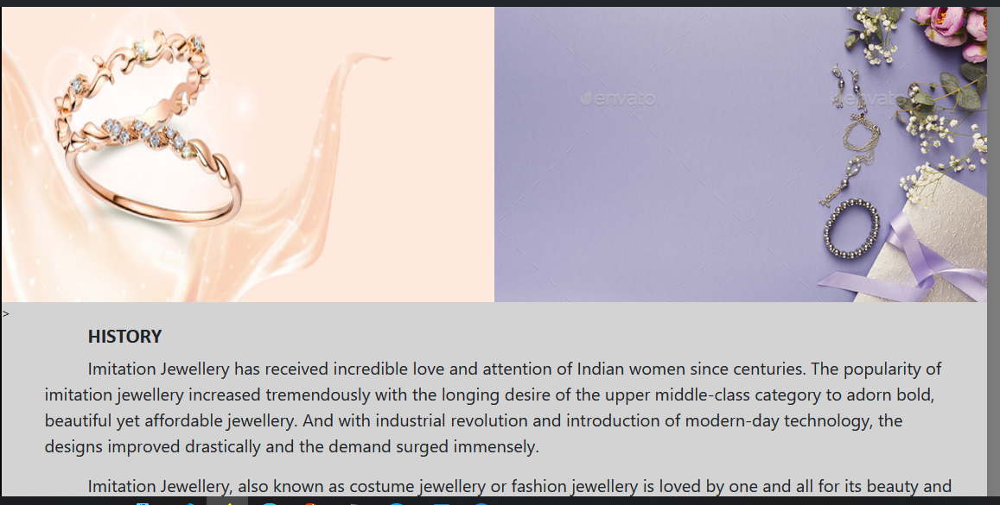 envato
envato
>
HISTORY
Imitation Jewellery has received incredible love and attention of Indian women since centuries. The popularity of
imitation jewellery increased tremendously with the longing desire of the upper middle-class category to adorn bold,
beautiful yet affordable jewellery. And with industrial revolution and introduction of modern-day technology, the
designs improved drastically and the demand surged immensely.
Imitation Jewellery, also known as costume jewellery or fashion jewellery is loved by one and all for its beauty and